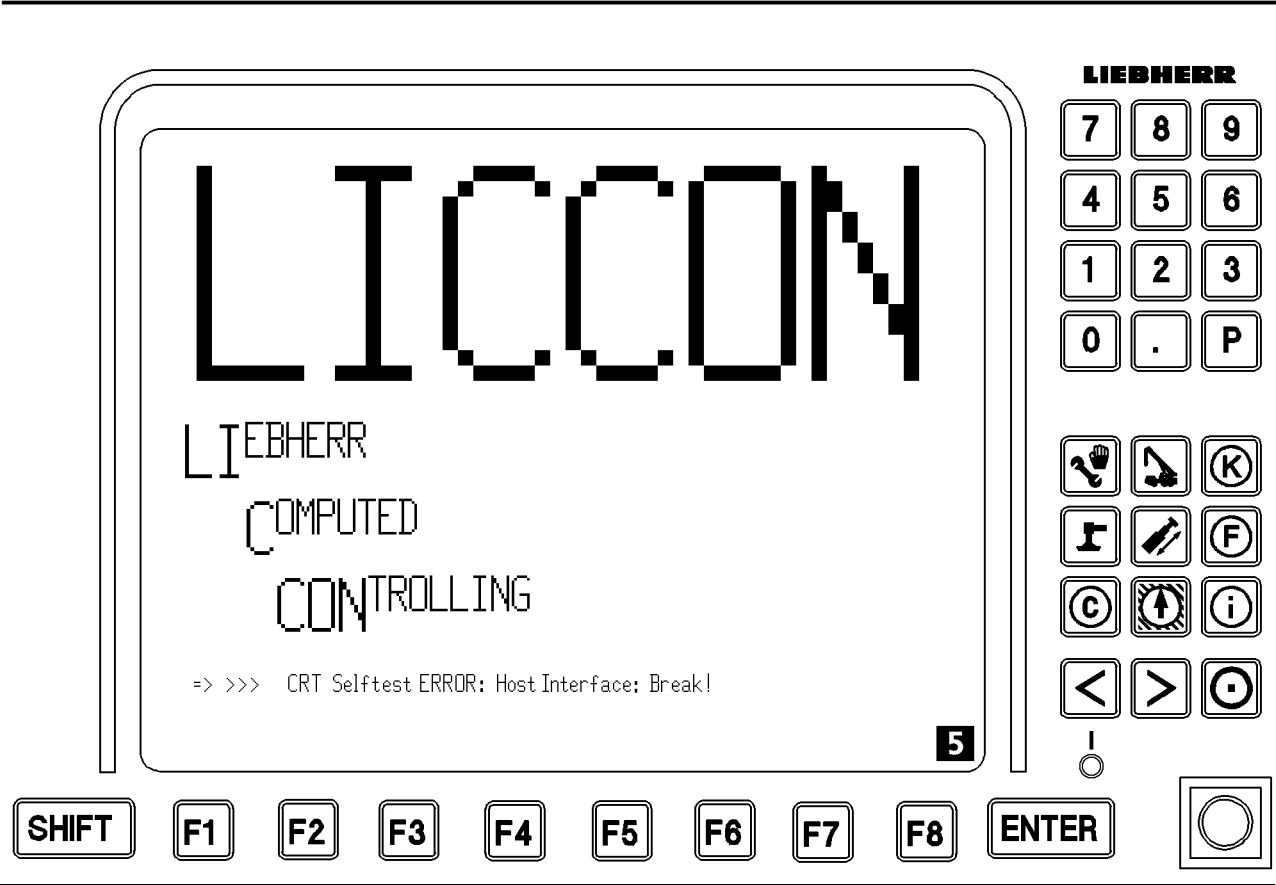 LIEBHERR
LICCON
LIEBHERR
COMPUTED
CONTROLLING
=> >>> CRT Selftest ERROR: Host Interface: Break!
5
7 8 9
4 5 6
1 2 3
0 . P
K
F
C i
< >
I
SHIFT F1 F2 F3 F4 F5 F6 F7 F8 ENTER